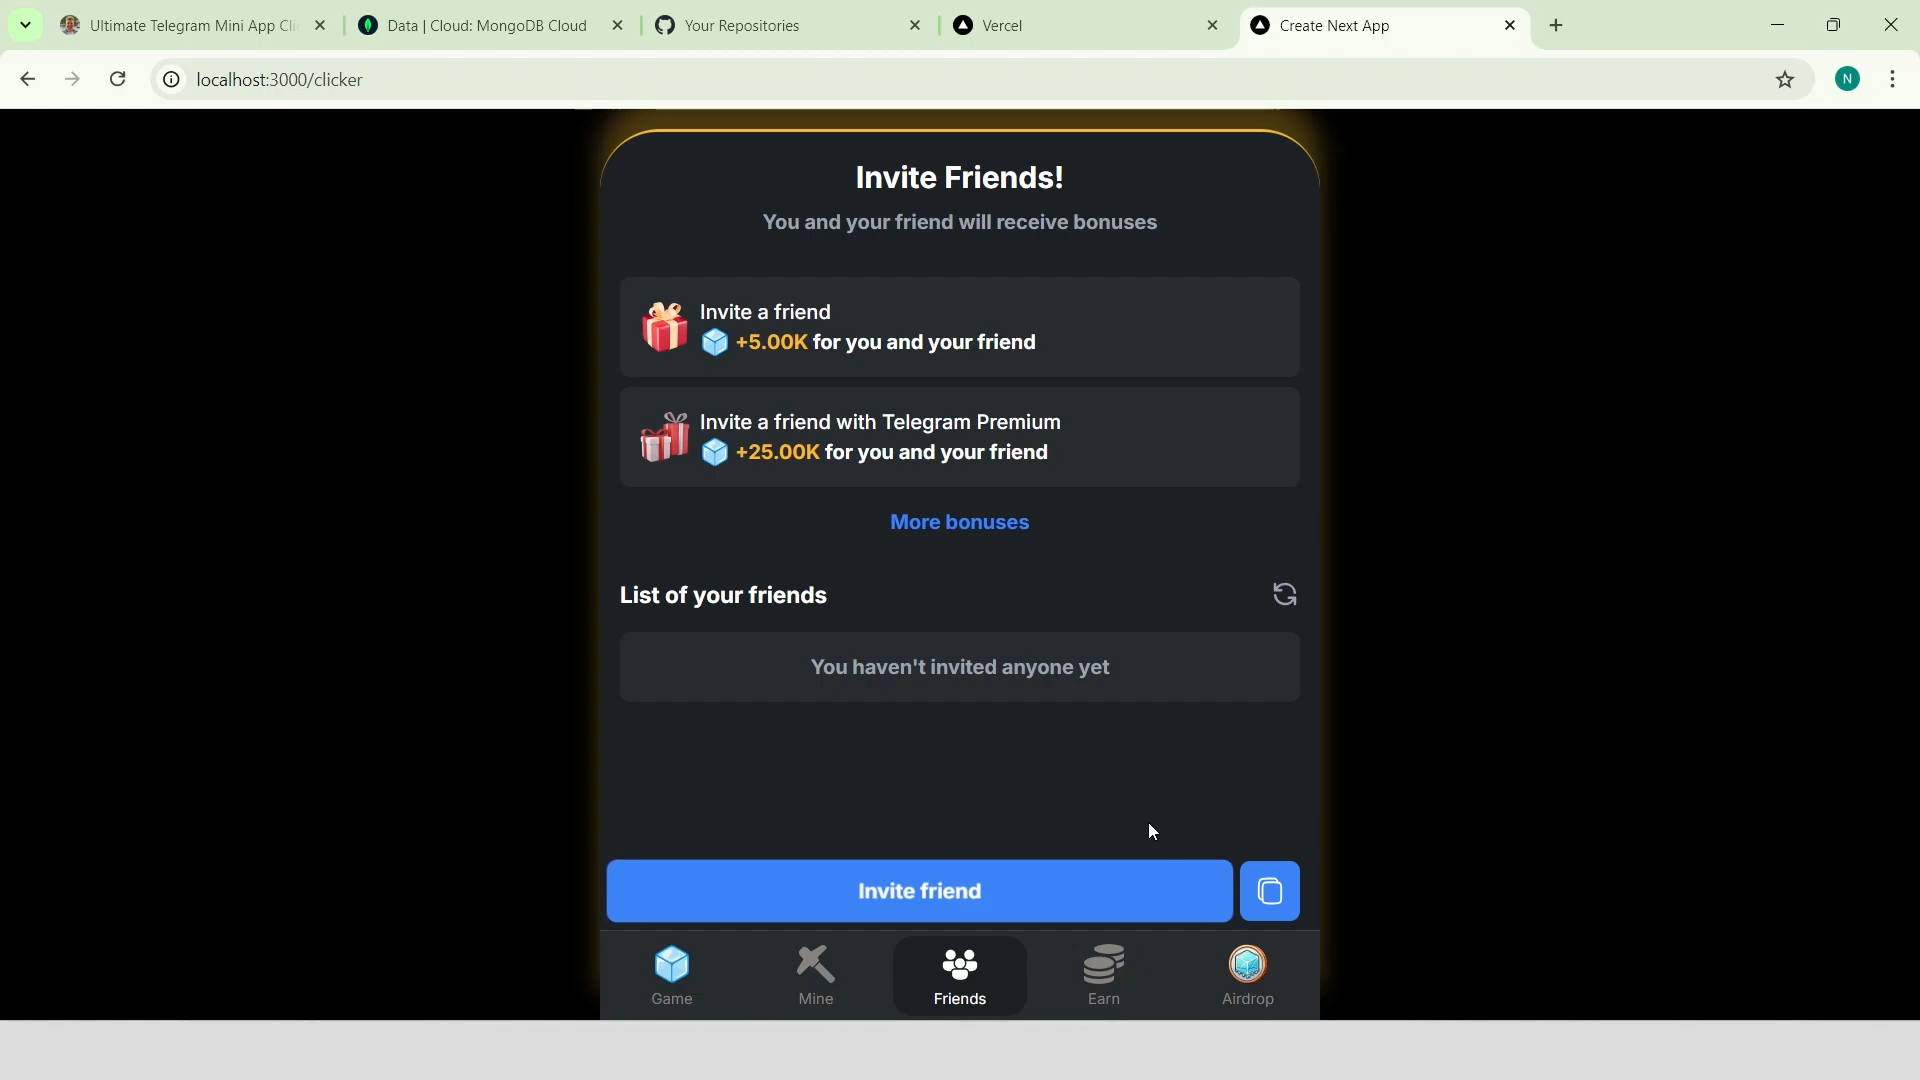 Ultimate Telegram Mini App Cli
Data | Cloud: MongoDB Cloud
Your Repositories
Vercel
Create Next App
localhost:3000/clicker
N
Invite Friends!
You and your friend will receive bonuses
Invite a friend
+5.00K for you and your friend
Invite a friend with Telegram Premium
+25.00K for you and your friend
More bonuses
List of your friends
You haven't invited anyone yet
Invite friend
Game
Mine
Friends
Earn
Airdrop